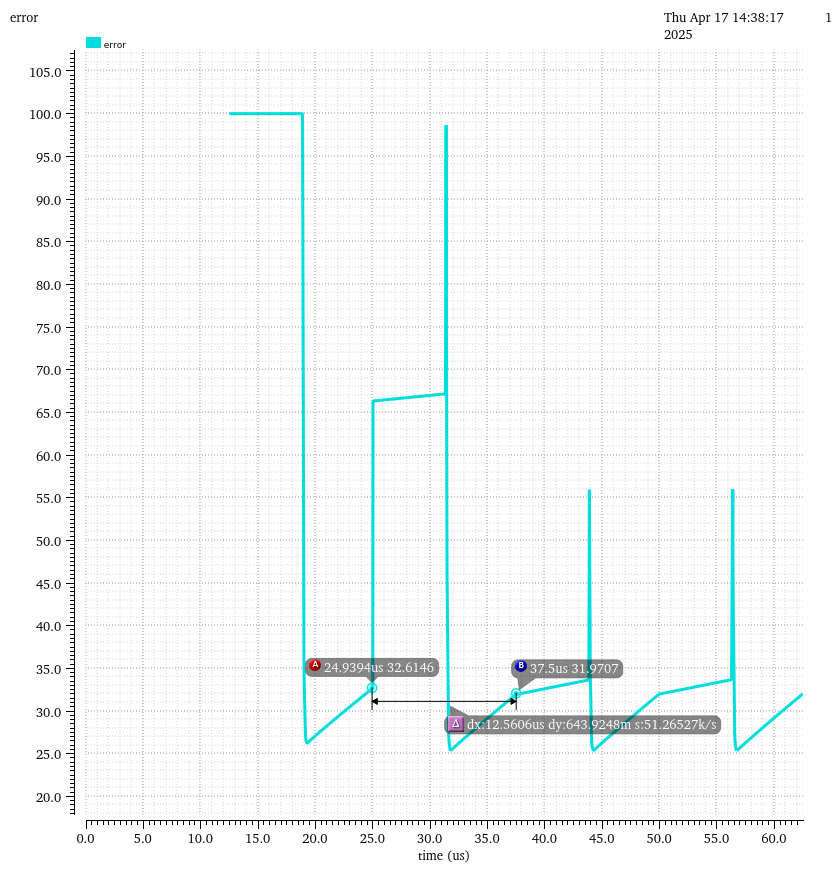 error
Thu Apr 17 14:38:17
2025
1
error
105.0
100.0
95.0
90.0
85.0
80.0
75.0
70.0
65.0
60.0
55.0
50.0
45.0
40.0
35.0
30.0
25.0
20.0
A 24.9394us 32.6146
B 37.5us 31.9707
Δ dx:12.5606us dy:643.9248m s:51.26527k/s
0.0 5.0 10.0 15.0 20.0 25.0 30.0 35.0 40.0 45.0 50.0 55.0 60.0
time (us)